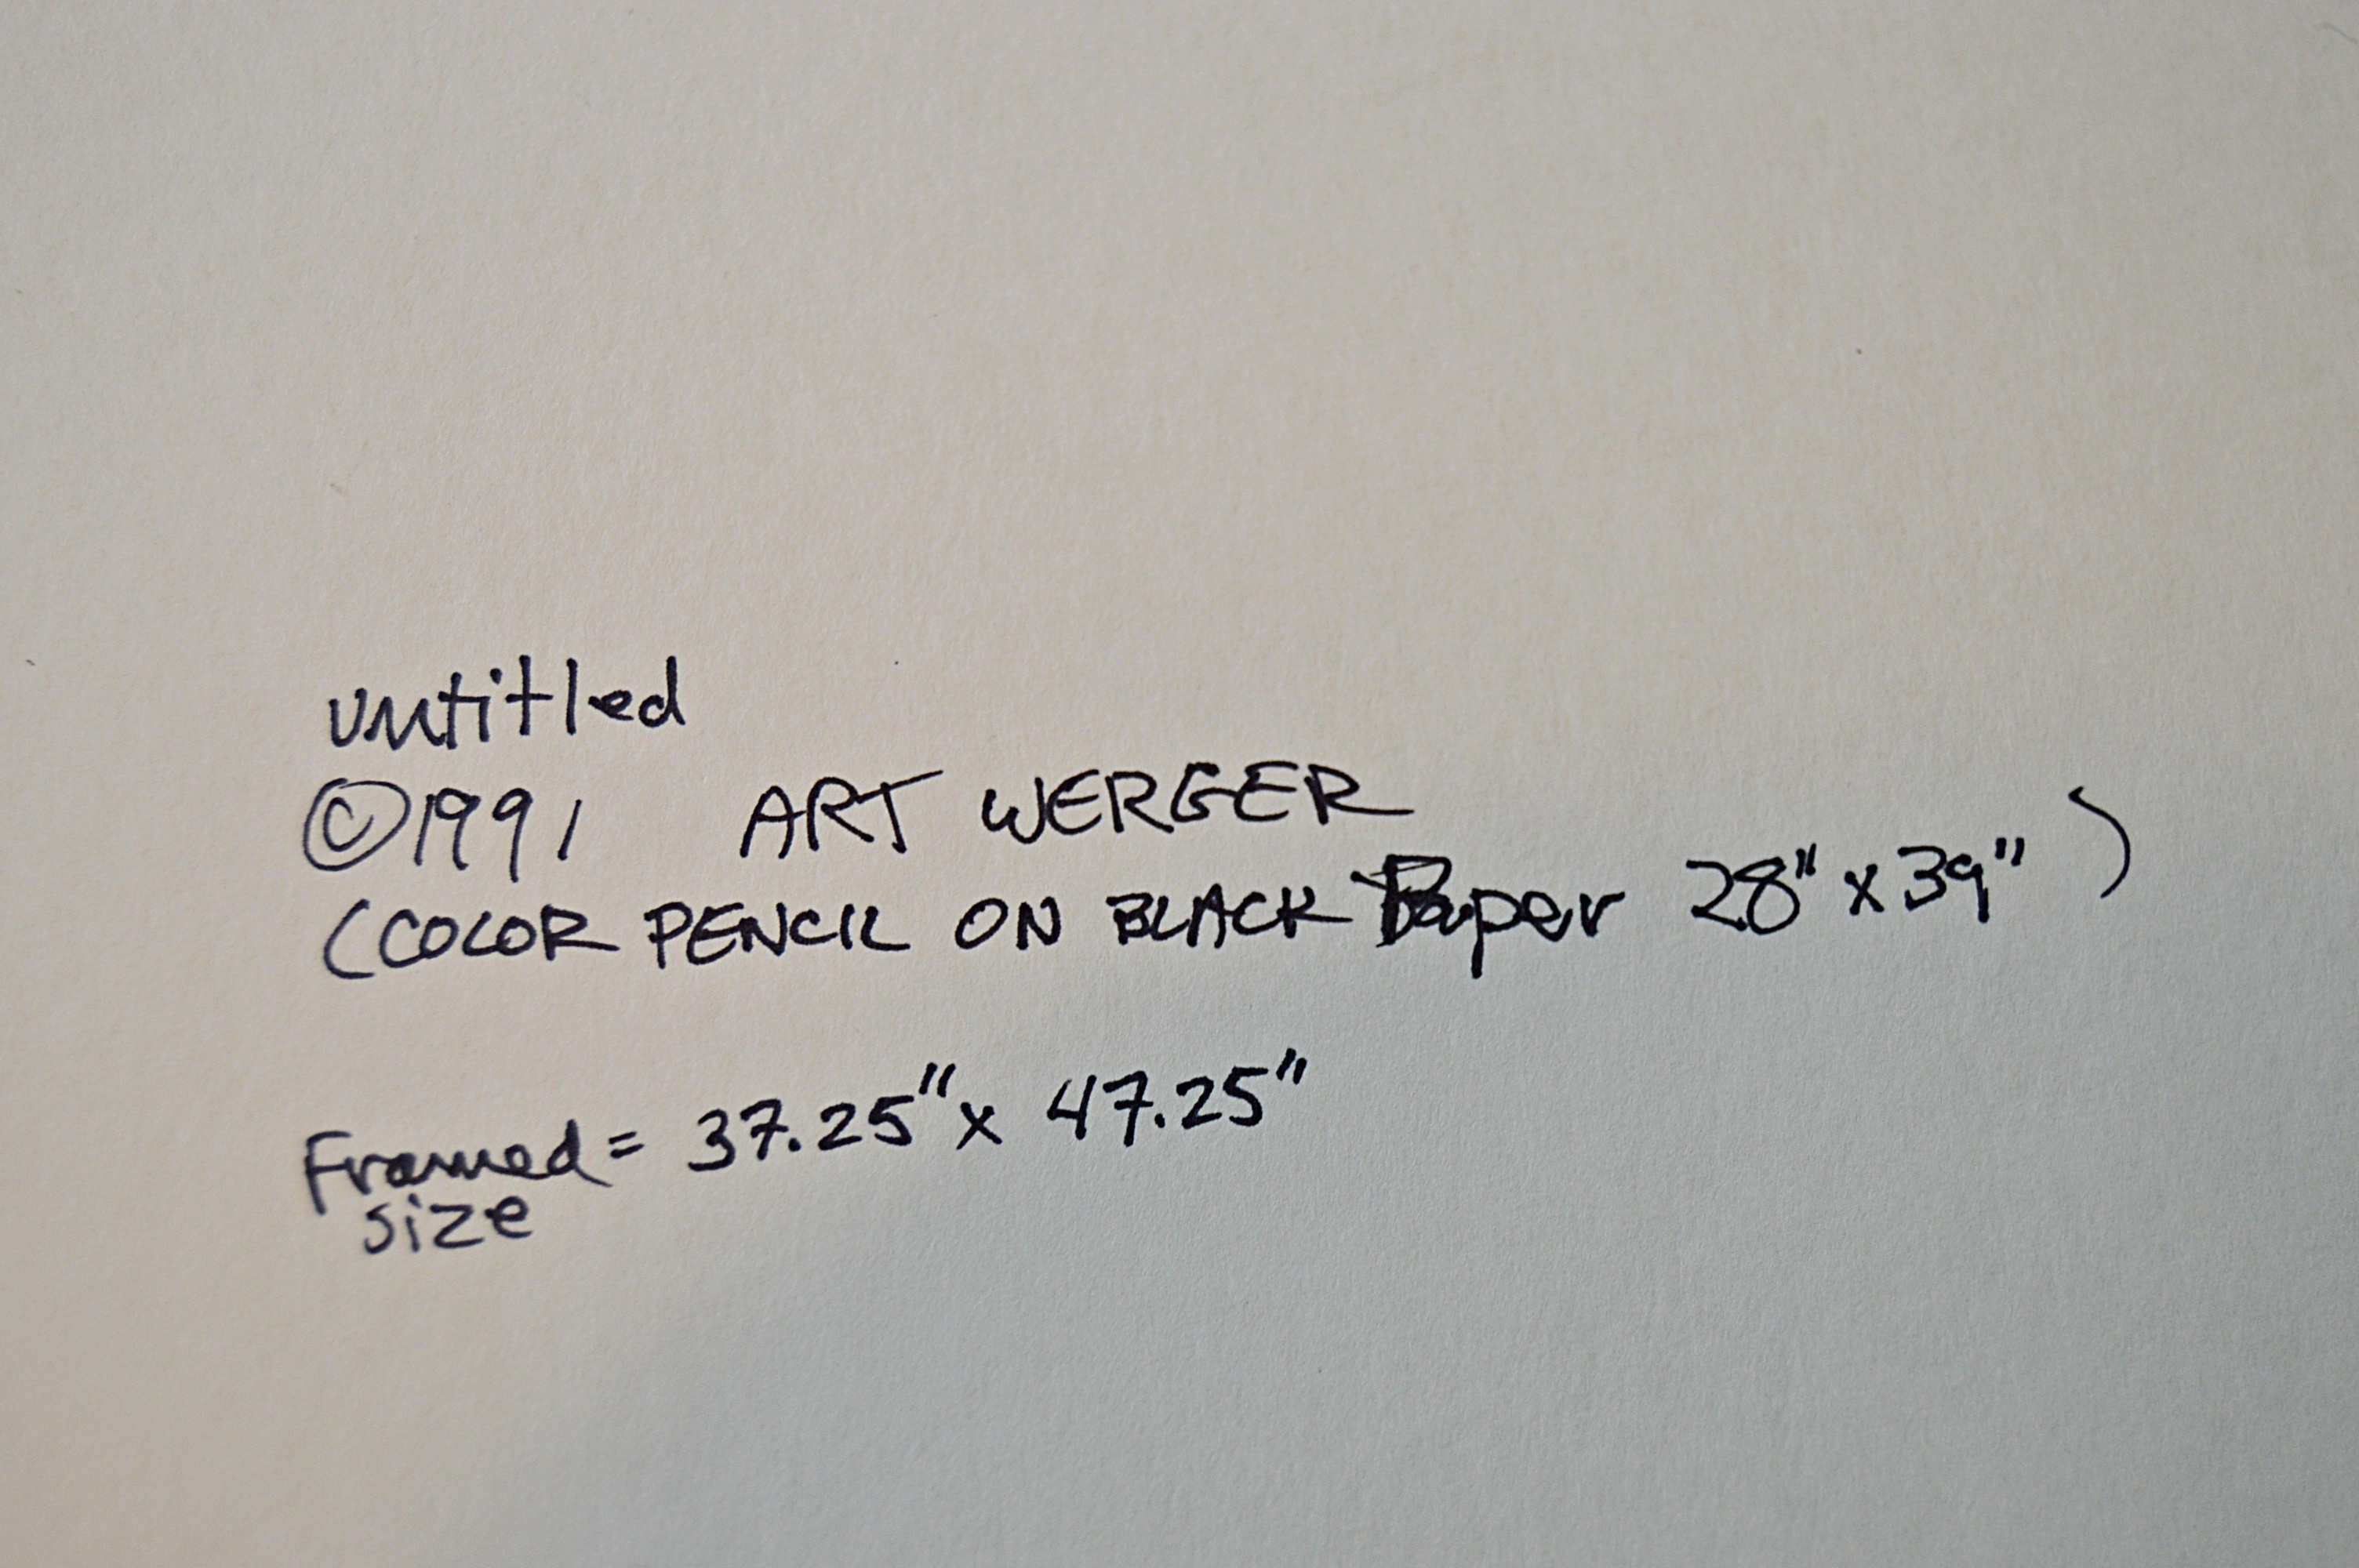 untitled
©1991 ART WERGER
(COLOR PENCIL ON BLACK Paper 28" x 39")
Framed = 37.25" x 47.25"
size